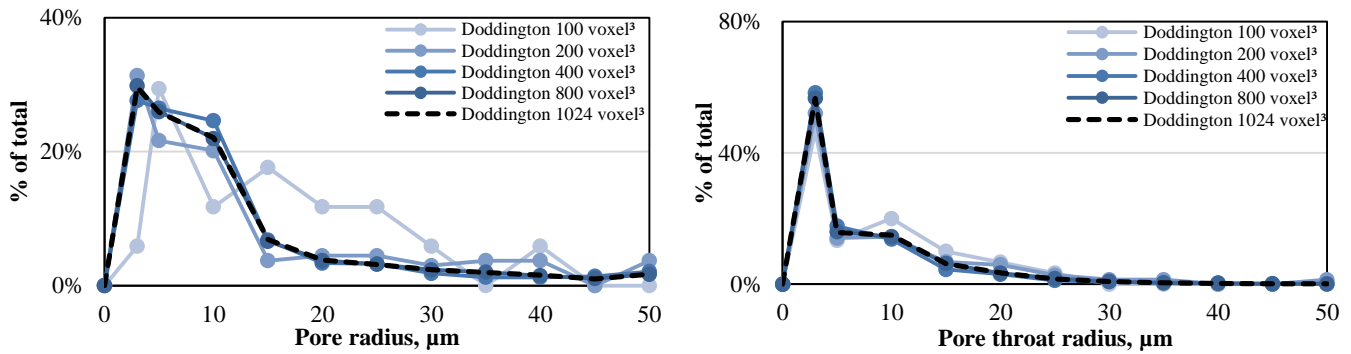 40%
20%
0%
% of total
Doddington 100 voxel³
Doddington 200 voxel³
Doddington 400 voxel³
Doddington 800 voxel³
Doddington 1024 voxel³
0 10 20 30 40 50
Pore radius, µm
80%
40%
0%
% of total
Doddington 100 voxel³
Doddington 200 voxel³
Doddington 400 voxel³
Doddington 800 voxel³
Doddington 1024 voxel³
0 10 20 30 40 50
Pore throat radius, µm